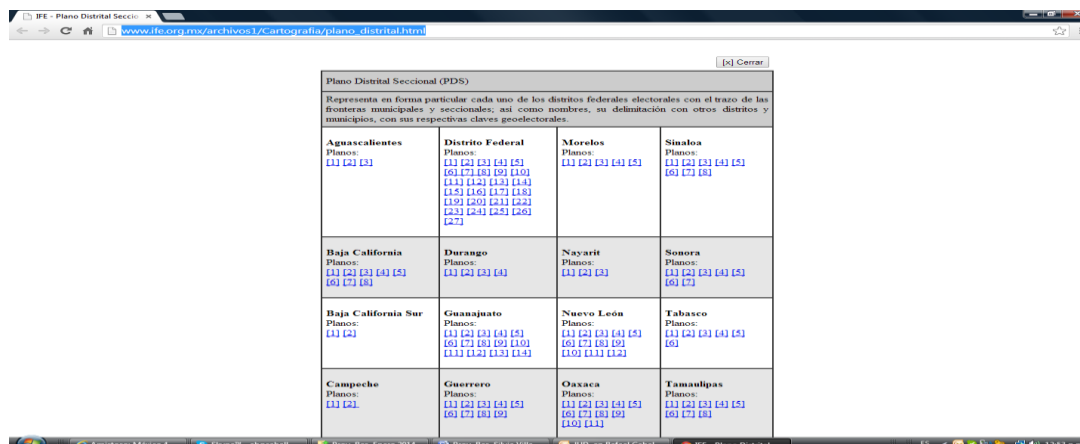 IFE - Plano Distrital Seccio
www.ife.org.mx/archivos1/Cartografia/plano_distrital.html
[x] Cerrar
Plano Distrital Seccional (PDS)
Representa en forma particular cada uno de los distritos federales electorales con el trazo de las
fronteras municipales y seccionales; así como nombres, su delimitación con otros distritos y
municipios, con sus respectivas claves geoelectorales.
Aguascalientes
Planos:
[1] [2] [3]
Distrito Federal
Planos:
[1] [2] [3] [4] [5]
[6] [7] [8] [9] [10]
[11] [12] [13] [14]
[15] [16] [17] [18]
[19] [20] [21] [22]
[23] [24] [25] [26]
[27]
Morelos
Planos:
[1] [2] [3] [4] [5]
Sinaloa
Planos:
[1] [2] [3] [4] [5]
[6] [7] [8]
Baja California
Planos:
[1] [2] [3] [4] [5]
[6] [7] [8]
Durango
Planos:
[1] [2] [3] [4]
Nayarit
Planos:
[1] [2] [3]
Sonora
Planos:
[1] [2] [3] [4] [5]
[6] [7]
Baja California Sur
Planos:
[1] [2]
Guanajuato
Planos:
[1] [2] [3] [4] [5]
[6] [7] [8] [9] [10]
[11] [12] [13] [14]
Nuevo León
Planos:
[1] [2] [3] [4] [5]
[6] [7] [8] [9]
[10] [11] [12]
Tabasco
Planos:
[1] [2] [3] [4] [5]
[6]
Campeche
Planos:
[1] [2]
Guerrero
Planos:
[1] [2] [3] [4] [5]
[6] [7] [8] [9]
Oaxaca
Planos:
[1] [2] [3] [4] [5]
[6] [7] [8] [9]
[10] [11]
Tamaulipas
Planos:
[1] [2] [3] [4] [5]
[6] [7] [8]